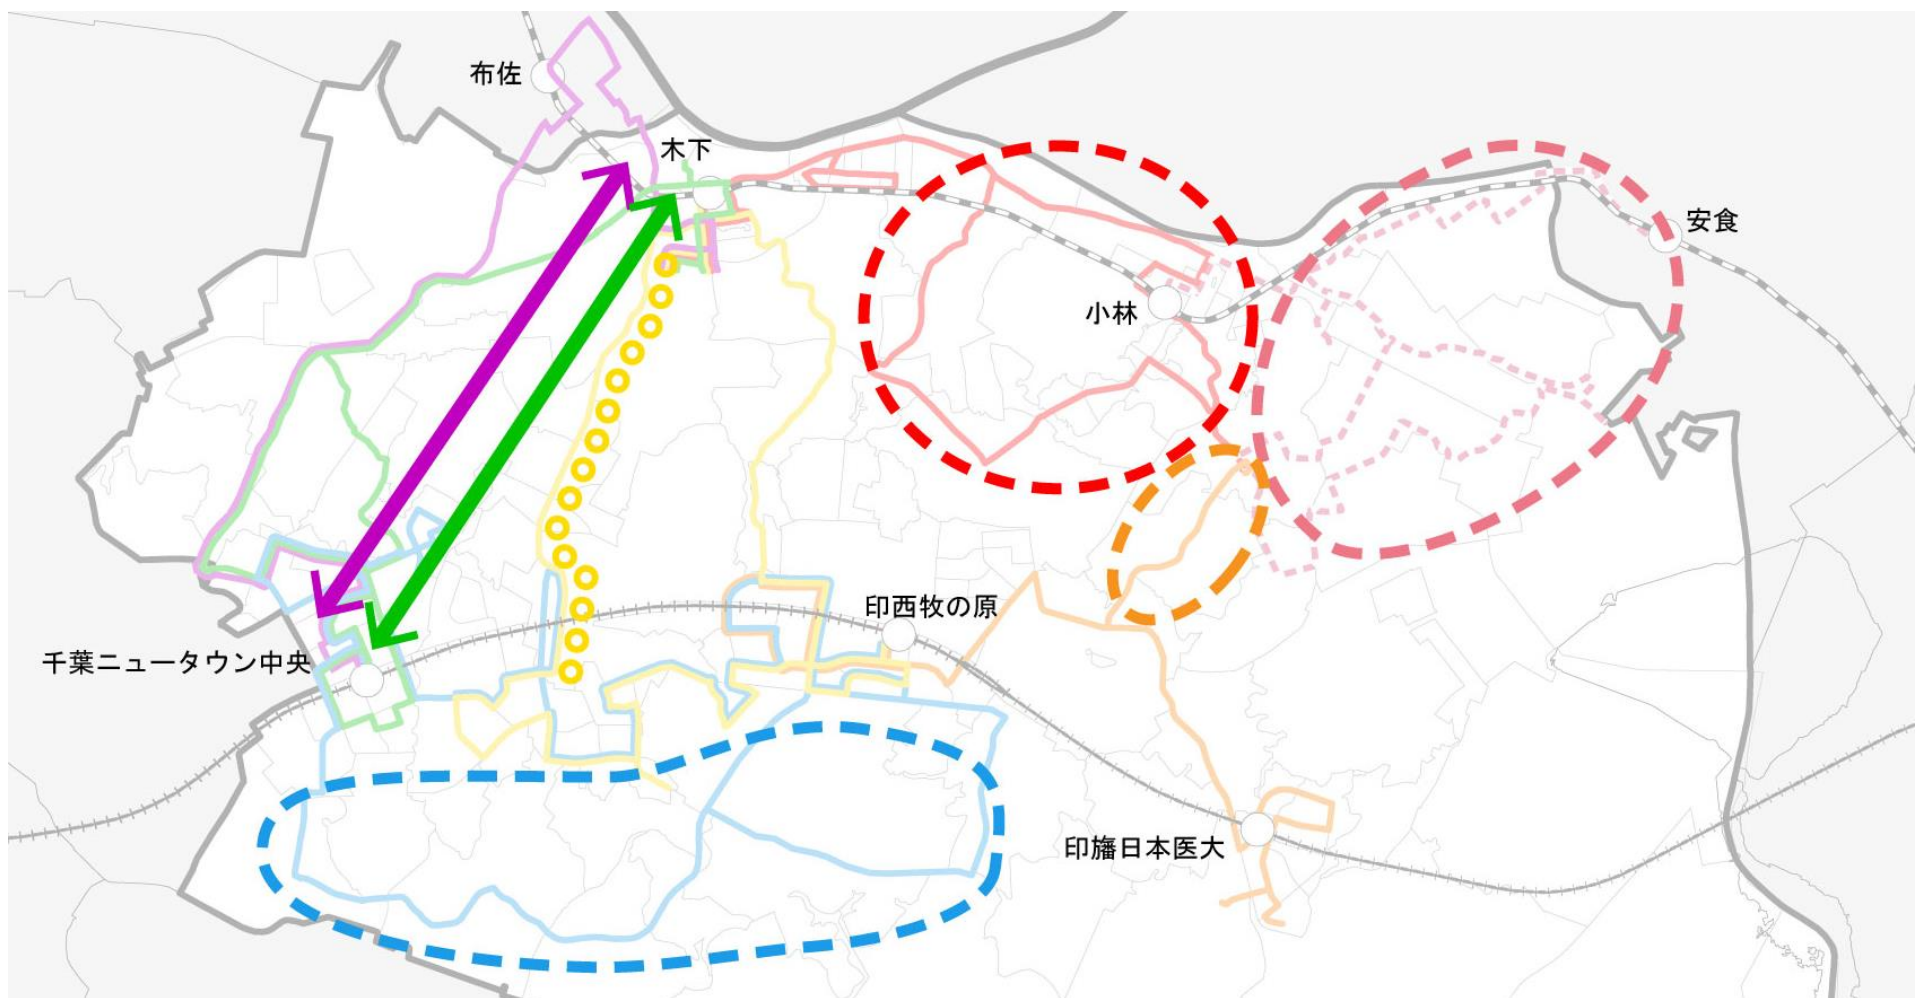 布佐
木下
安食
小林
印西牧の原
千葉ニュータウン中央
印旛日本医大